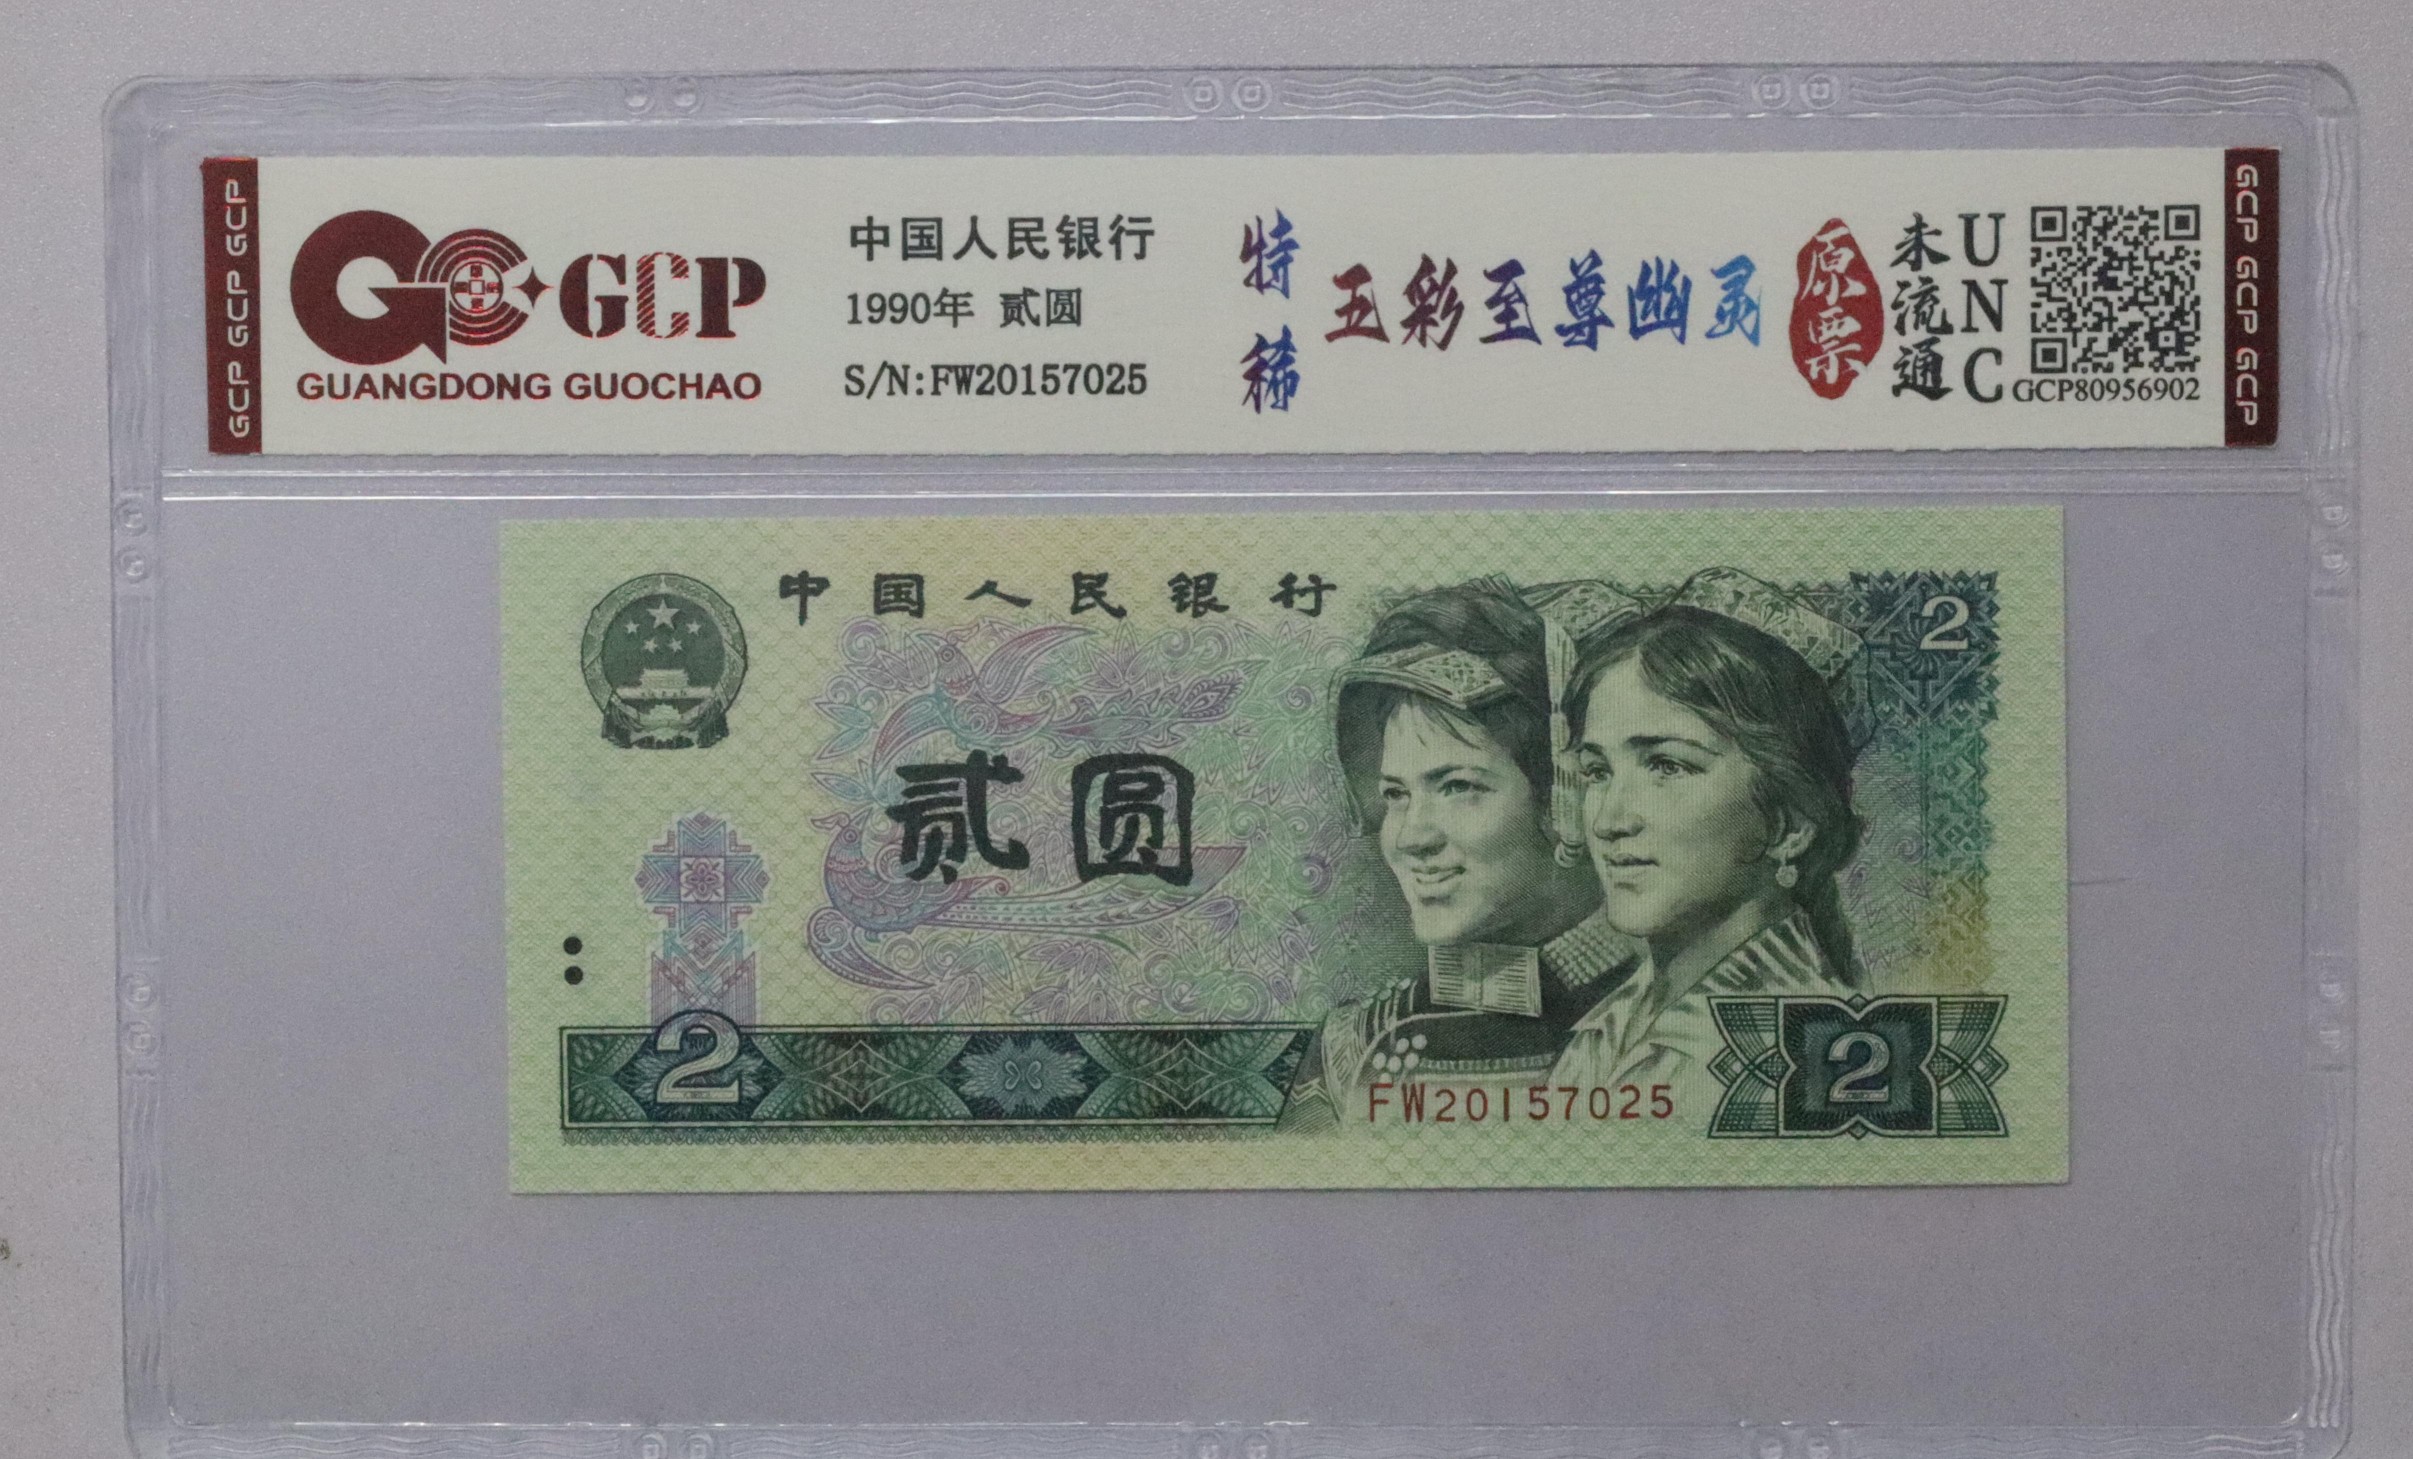 GCP GCP GCP
GCP
GUANGDONG GUOCHAO
中国人民银行
1990年 贰圆
S/N:FW20157025
特稀
五彩至尊幽灵
原票
未流通
UNC
GCP80956902
GCP GCP GCP
中国人民银行
2
贰圆
2
FW20157025
2